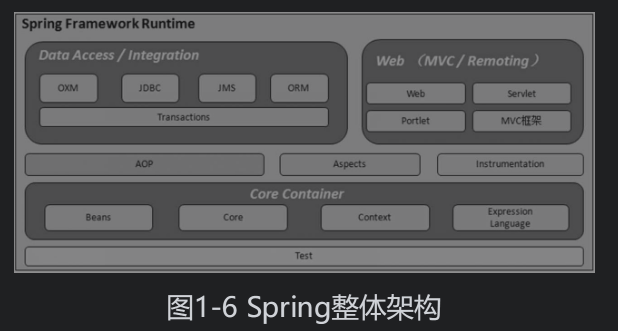 Spring Framework Runtime
Data Access / Integration
OXM
JDBC
JMS
ORM
Transactions
Web （MVC / Remoting）
Web
Servlet
Portlet
MVC框架
AOP
Aspects
Instrumentation
Core Container
Beans
Core
Context
Expression
Language
Test
图1-6 Spring整体架构